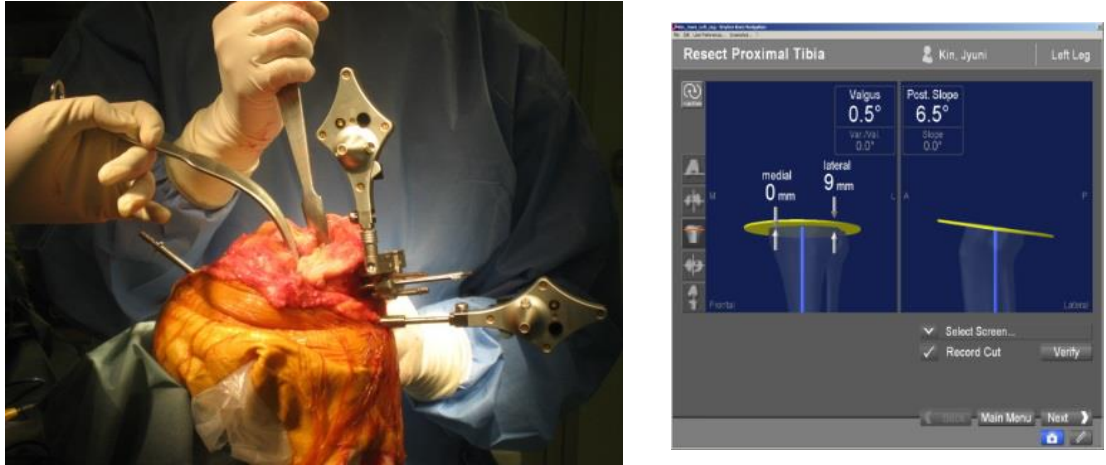 Resect Proximal Tibia
Kin, Jyuni
Left Leg
Valgus
0.5°
Var./Val.
0.0°
Post. Slope
6.5°
Slope
0.0°
medial
0 mm
lateral
9 mm
M
L
A
P
Frontal
Lateral
Select Screen...
Record Cut
Verify
Back
Main Menu
Next